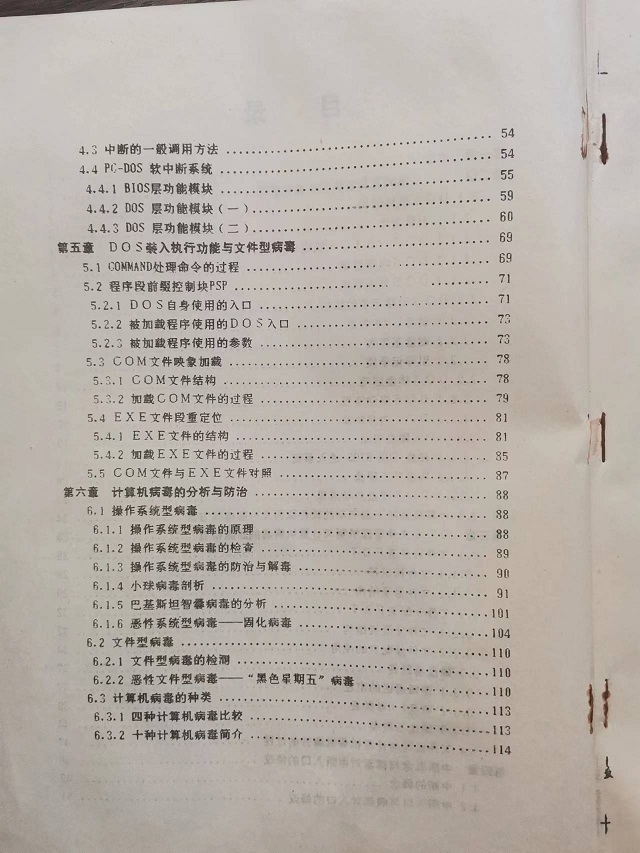 4.3 中断的一般调用方法 54
4.4 PC-DOS 软中断系统 54
4.4.1 BIOS层功能模块 55
4.4.2 DOS 层功能模块(一) 59
4.4.3 DOS 层功能模块(二) 60
第五章 DOS装入执行功能与文件型病毒 69
5.1 COMMAND处理命令的过程 69
5.2 程序段前缀控制块PSP 71
5.2.1 DOS自身使用的入口 71
5.2.2 被加载程序使用的DOS入口 73
5.2.3 被加载程序使用的参数 73
5.3 COM文件映象加载 78
5.3.1 COM文件结构 78
5.3.2 加载COM文件的过程 79
5.4 EXE文件段重定位 81
5.4.1 EXE文件的结构 81
5.4.2 加载EXE文件的过程 85
5.5 COM文件与EXE文件对照 87
第六章 计算机病毒的分析与防治 88
6.1 操作系统型病毒 88
6.1.1 操作系统型病毒的原理 88
6.1.2 操作系统型病毒的检查 89
6.1.3 操作系统型病毒的防治与解毒 90
6.1.4 小球病毒剖析 91
6.1.5 巴基斯坦智囊病毒的分析 101
6.1.6 恶性系统型病毒——固化病毒 104
6.2 文件型病毒 110
6.2.1 文件型病毒的检测 110
6.2.2 恶性文件型病毒——“黑色星期五”病毒 110
6.3 计算机病毒的种类 113
6.3.1 四种计算机病毒比较 113
6.3.2 十种计算机病毒简介 114